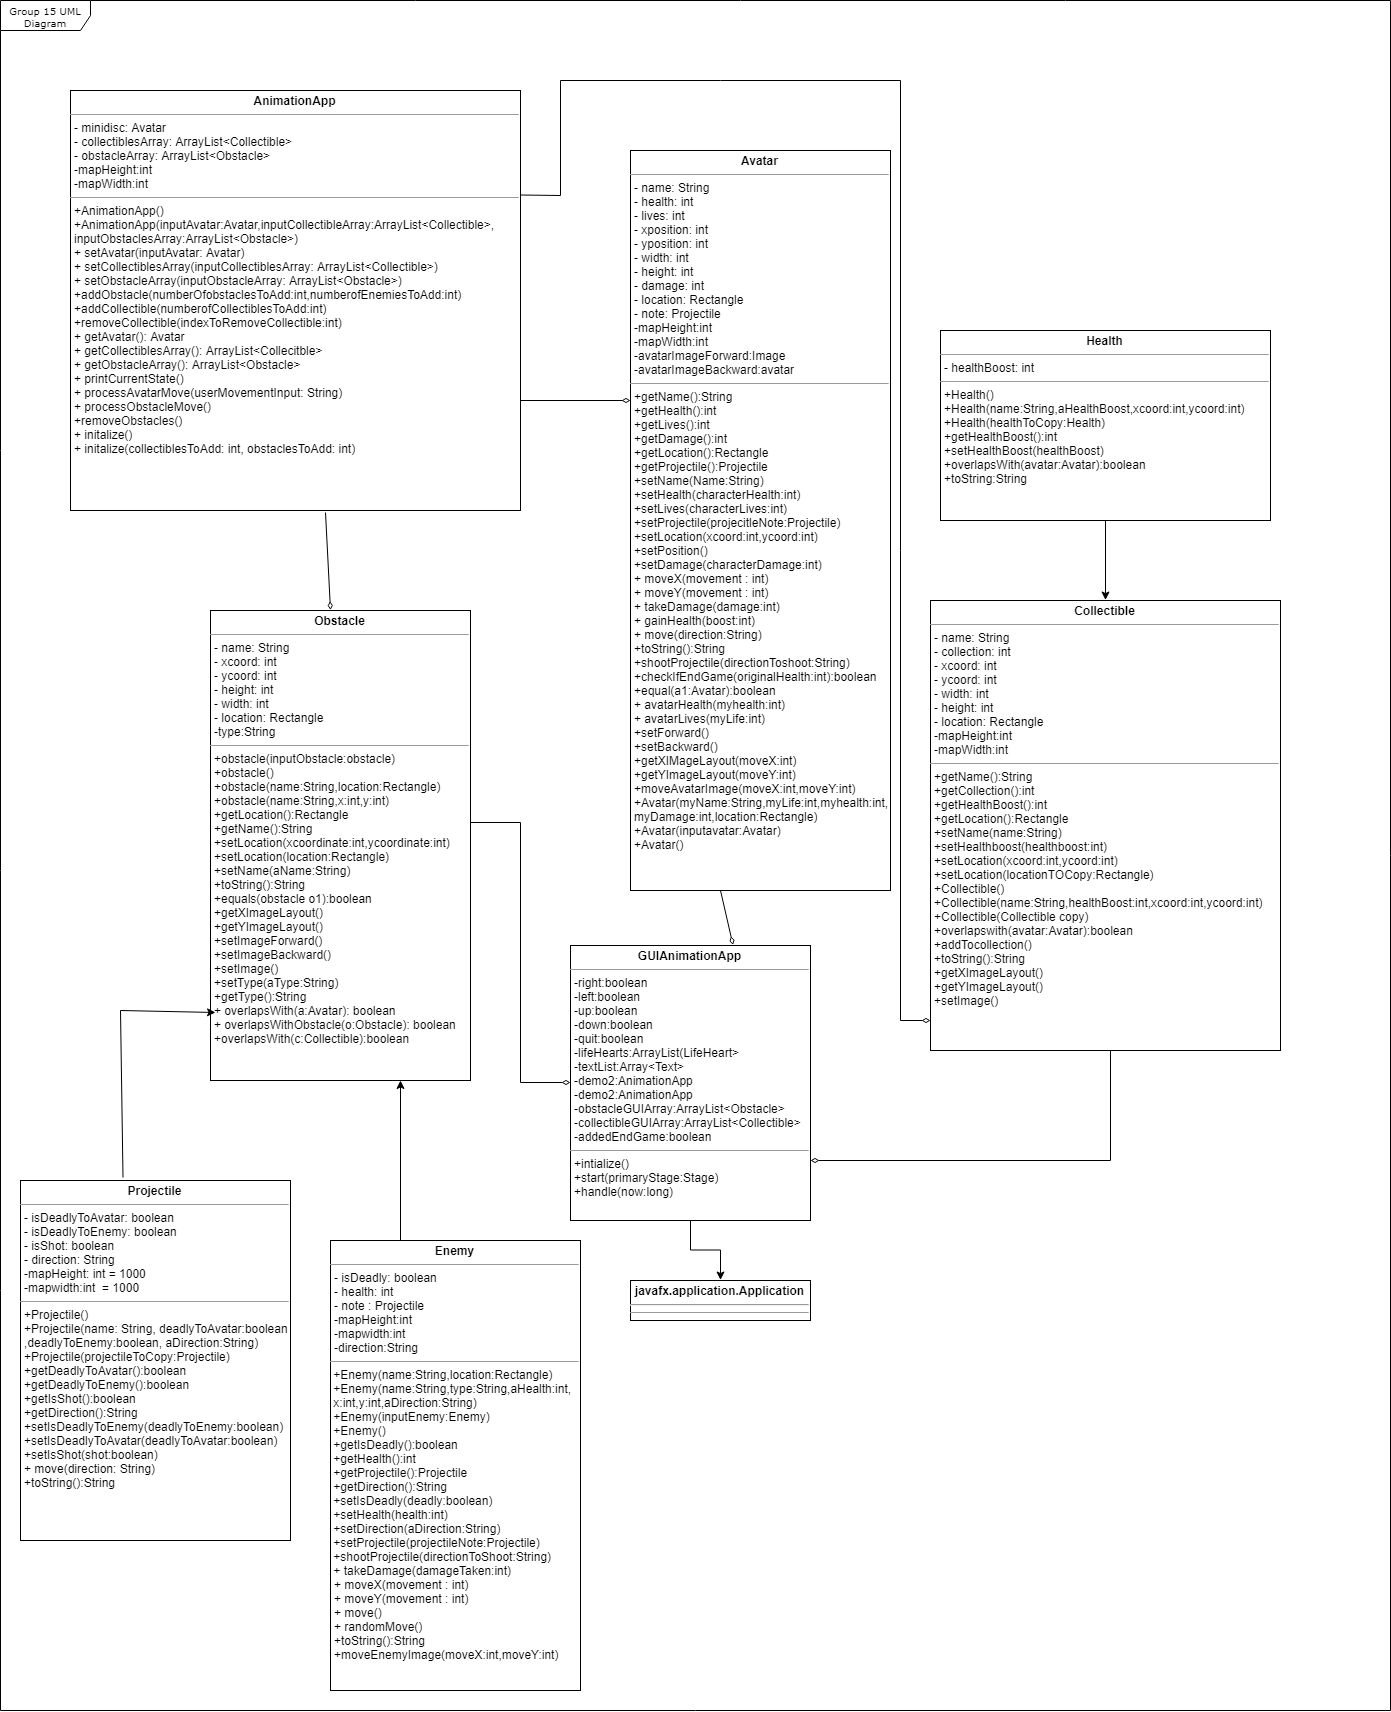 Group 15 UML
Diagram
AnimationApp
- minidisc: Avatar
- collectiblesArray: ArrayList<Collectible>
- obstacleArray: ArrayList<Obstacle>
-mapHeight:int
-mapWidth:int
+AnimationApp()
+AnimationApp(inputAvatar:Avatar,inputCollectibleArray:ArrayList<Collectible>,
inputObstaclesArray:ArrayList<Obstacle>)
+ setAvatar(inputAvatar: Avatar)
+ setCollectiblesArray(inputCollectiblesArray: ArrayList<Collectible>)
+ setObstacleArray(inputObstacleArray: ArrayList<Obstacle>)
+addObstacle(numberOfobstaclesToAdd:int,numberofEnemiesToAdd:int)
+addCollectible(numberofCollectiblesToAdd:int)
+removeCollectible(indexToRemoveCollectible:int)
+ getAvatar(): Avatar
+ getCollectiblesArray(): ArrayList<Collecitble>
+ getObstacleArray(): ArrayList<Obstacle>
+ printCurrentState()
+ processAvatarMove(userMovementInput: String)
+ processObstacleMove()
+removeObstacles()
+ initalize()
+ initalize(collectiblesToAdd: int, obstaclesToAdd: int)
Avatar
- name: String
- health: int
- lives: int
- xposition: int
- yposition: int
- width: int
- height: int
- damage: int
- location: Rectangle
- note: Projectile
-mapHeight:int
-mapWidth:int
-avatarImageForward:Image
-avatarImageBackward:avatar
+getName():String
+getHealth():int
+getLives():int
+getDamage():int
+getLocation():Rectangle
+getProjectile():Projectile
+setName(Name:String)
+setHealth(characterHealth:int)
+setLives(characterLives:int)
+setProjectile(projecitleNote:Projectile)
+setLocation(xcoord:int,ycoord:int)
+setPosition()
+setDamage(characterDamage:int)
+ moveX(movement : int)
+ moveY(movement : int)
+ takeDamage(damage:int)
+ gainHealth(boost:int)
+ move(direction:String)
+toString():String
+shootProjectile(directionToshoot:String)
+checkIfEndGame(originalHealth:int):boolean
+equal(a1:Avatar):boolean
+ avatarHealth(myhealth:int)
+ avatarLives(myLife:int)
+setForward()
+setBackward()
+getXIMageLayout(moveX:int)
+getYImageLayout(moveY:int)
+moveAvatarImage(moveX:int,moveY:int)
+Avatar(myName:String,myLife:int,myhealth:int,
myDamage:int,location:Rectangle)
+Avatar(inputavatar:Avatar)
+Avatar()
Health
- healthBoost: int
+Health()
+Health(name:String,aHealthBoost,xcoord:int,ycoord:int)
+Health(healthToCopy:Health)
+getHealthBoost():int
+setHealthBoost(healthBoost)
+overlapsWith(avatar:Avatar):boolean
+toString:String
Obstacle
- name: String
- xcoord: int
- ycoord: int
- height: int
- width: int
- location: Rectangle
-type:String
+obstacle(inputObstacle:obstacle)
+obstacle()
+obstacle(name:String,location:Rectangle)
+obstacle(name:String,x:int,y:int)
+getLocation():Rectangle
+getName():String
+setLocation(xcoordinate:int,ycoordinate:int)
+setLocation(location:Rectangle)
+setName(aName:String)
+toString():String
+equals(obstacle o1):boolean
+getXImageLayout()
+getYImageLayout()
+setImageForward()
+setImageBackward()
+setImage()
+setType(aType:String)
+getType():String
+ overlapsWith(a:Avatar): boolean
+ overlapsWithObstacle(o:Obstacle): boolean
+overlapsWith(c:Collectible):boolean
Collectible
- name: String
- collection: int
- xcoord: int
- ycoord: int
- width: int
- height: int
- location: Rectangle
-mapHeight:int
-mapWidth:int
+getName():String
+getCollection():int
+getHealthBoost():int
+getLocation():Rectangle
+setName(name:String)
+setHealthboost(healthboost:int)
+setLocation(xcoord:int,ycoord:int)
+setLocation(locationTOCopy:Rectangle)
+Collectible()
+Collectible(name:String,healthBoost:int,xcoord:int,ycoord:int)
+Collectible(Collectible copy)
+overlapswith(avatar:Avatar):boolean
+addTocollection()
+toString():String
+getXImageLayout()
+getYImageLayout()
+setImage()
GUIAnimationApp
-right:boolean
-left:boolean
-up:boolean
-down:boolean
-quit:boolean
-lifeHearts:ArrayList(LifeHeart>
-textList:Array<Text>
-demo2:AnimationApp
-demo2:AnimationApp
-obstacleGUIArray:ArrayList<Obstacle>
-collectibleGUIArray:ArrayList<Collectible>
-addedEndGame:boolean
+intialize()
+start(primaryStage:Stage)
+handle(now:long)
javafx.application.Application
Projectile
- isDeadlyToAvatar: boolean
- isDeadlyToEnemy: boolean
- isShot: boolean
- direction: String
-mapHeight: int = 1000
-mapwidth:int  = 1000
+Projectile()
+Projectile(name: String, deadlyToAvatar:boolean
,deadlyToEnemy:boolean, aDirection:String)
+Projectile(projectileToCopy:Projectile)
+getDeadlyToAvatar():boolean
+getDeadlyToEnemy():boolean
+getIsShot():boolean
+getDirection():String
+setIsDeadlyToEnemy(deadlyToEnemy:boolean)
+setIsDeadlyToAvatar(deadlyToAvatar:boolean)
+setIsShot(shot:boolean)
+ move(direction: String)
+toString():String
Enemy
- isDeadly: boolean
- health: int
- note : Projectile
-mapHeight:int
-mapwidth:int
-direction:String
+Enemy(name:String,location:Rectangle)
+Enemy(name:String,type:String,aHealth:int,
x:int,y:int,aDirection:String)
+Enemy(inputEnemy:Enemy)
+Enemy()
+getIsDeadly():boolean
+getHealth():int
+getProjectile():Projectile
+getDirection():String
+setIsDeadly(deadly:boolean)
+setHealth(health:int)
+setDirection(aDirection:String)
+setProjectile(projectileNote:Projectile)
+shootProjectile(directionToShoot:String)
+ takeDamage(damageTaken:int)
+ moveX(movement : int)
+ moveY(movement : int)
+ move()
+ randomMove()
+toString():String
+moveEnemyImage(moveX:int,moveY:int)